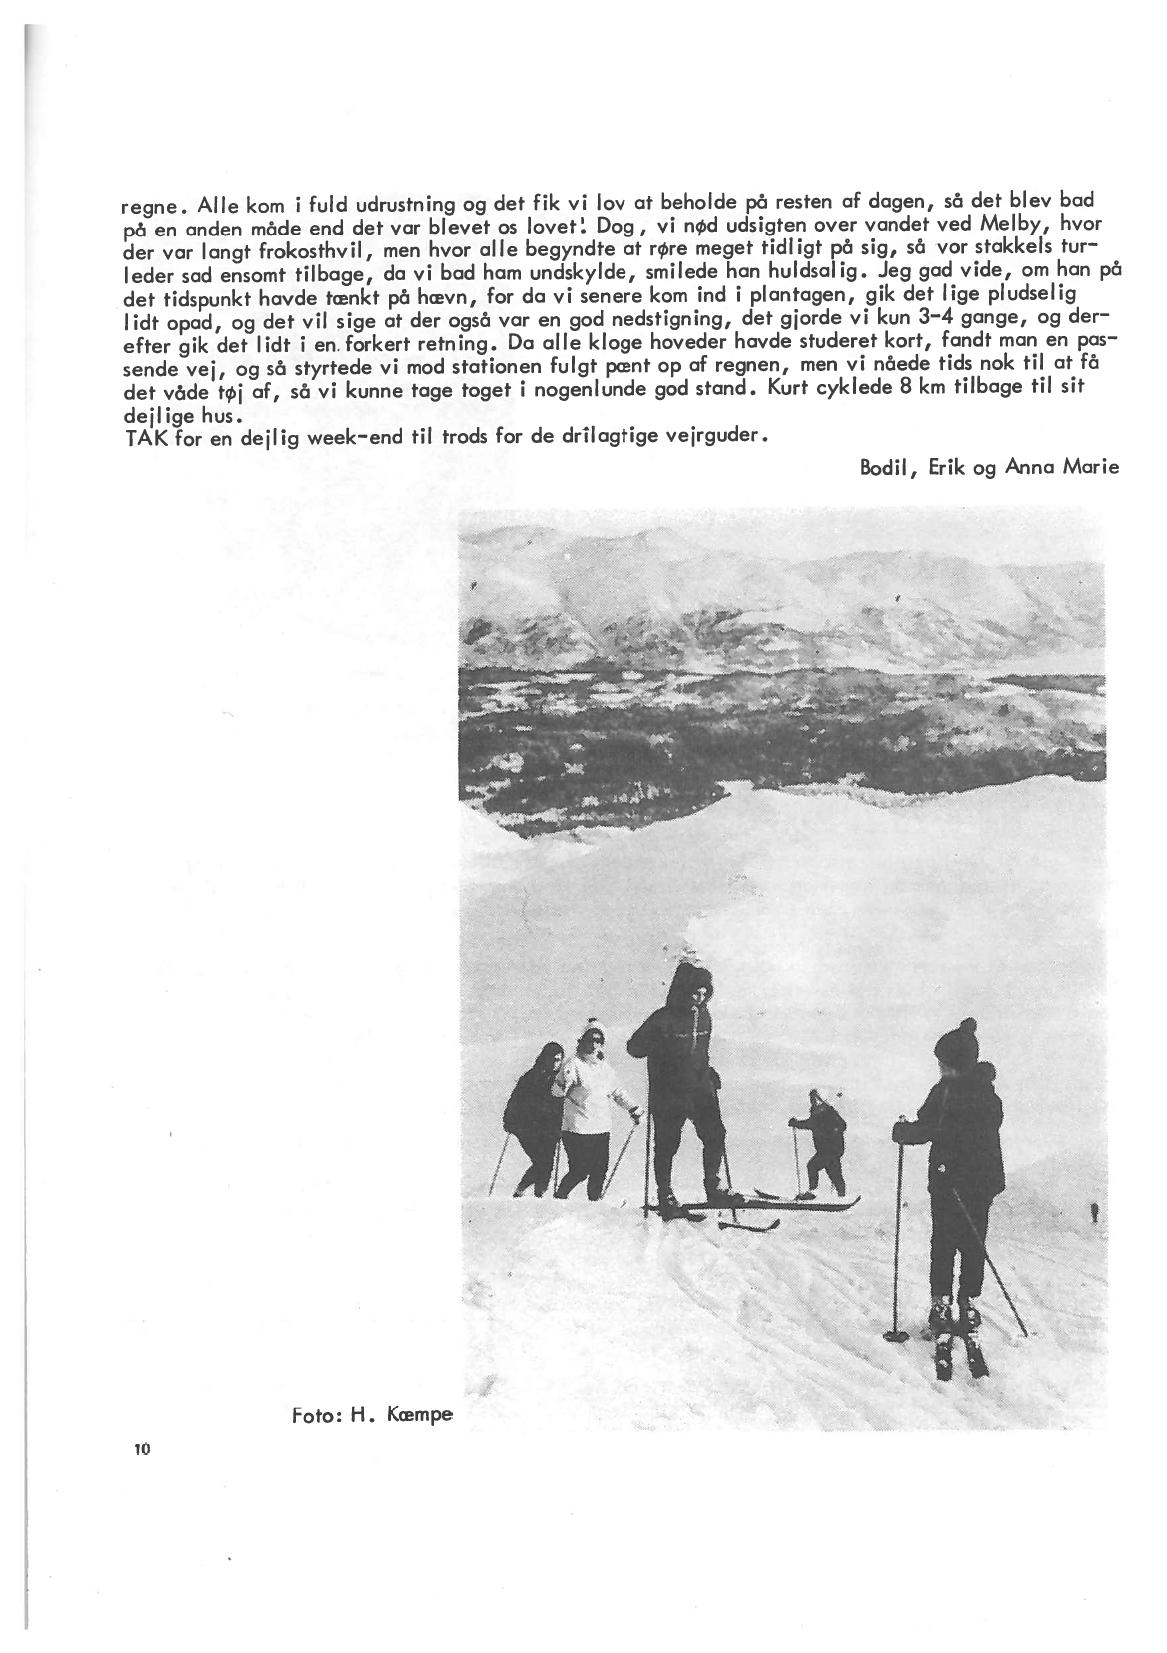 regne. Alle kom i fuld udrustning og det fik vi lov at beholde på resten af dagen, så det blev bad
på en anden måde end det var blevet os lovet! Dog, vi nød udsigten over vandet ved Melby, hvor
der var langt frokosthvil, men hvor alle begyndte at røre meget tidligt på sig, så vor stakkels tur-
leder sad ensomt tilbage, da vi bad ham undskylde, smilede han huldsalig. Jeg gad vide, om han på
det tidspunkt havde tænkt på hævn, for da vi senere kom ind i plantagen, gik det lige pludselig
lidt opad, og det vil sige at der også var en god nedstigning, det gjorde vi kun 3-4 gange, og der-
efter gik det lidt i en forkert retning. Da alle kloge hoveder havde studeret kort, fandt man en pas-
sende vej, og så styrtede vi mod stationen fulgt pænt op af regnen, men vi nåede tids nok til at få
det våde tøj af, så vi kunne tage toget i nogenlunde god stand. Kurt cyklede 8 km tilbage til sit
dejlige hus.
TAK for en dejlig week-end til trods for de drilagtige vejrguder.
Bodil, Erik og Anna Marie
Foto: H. Kæmpe
10